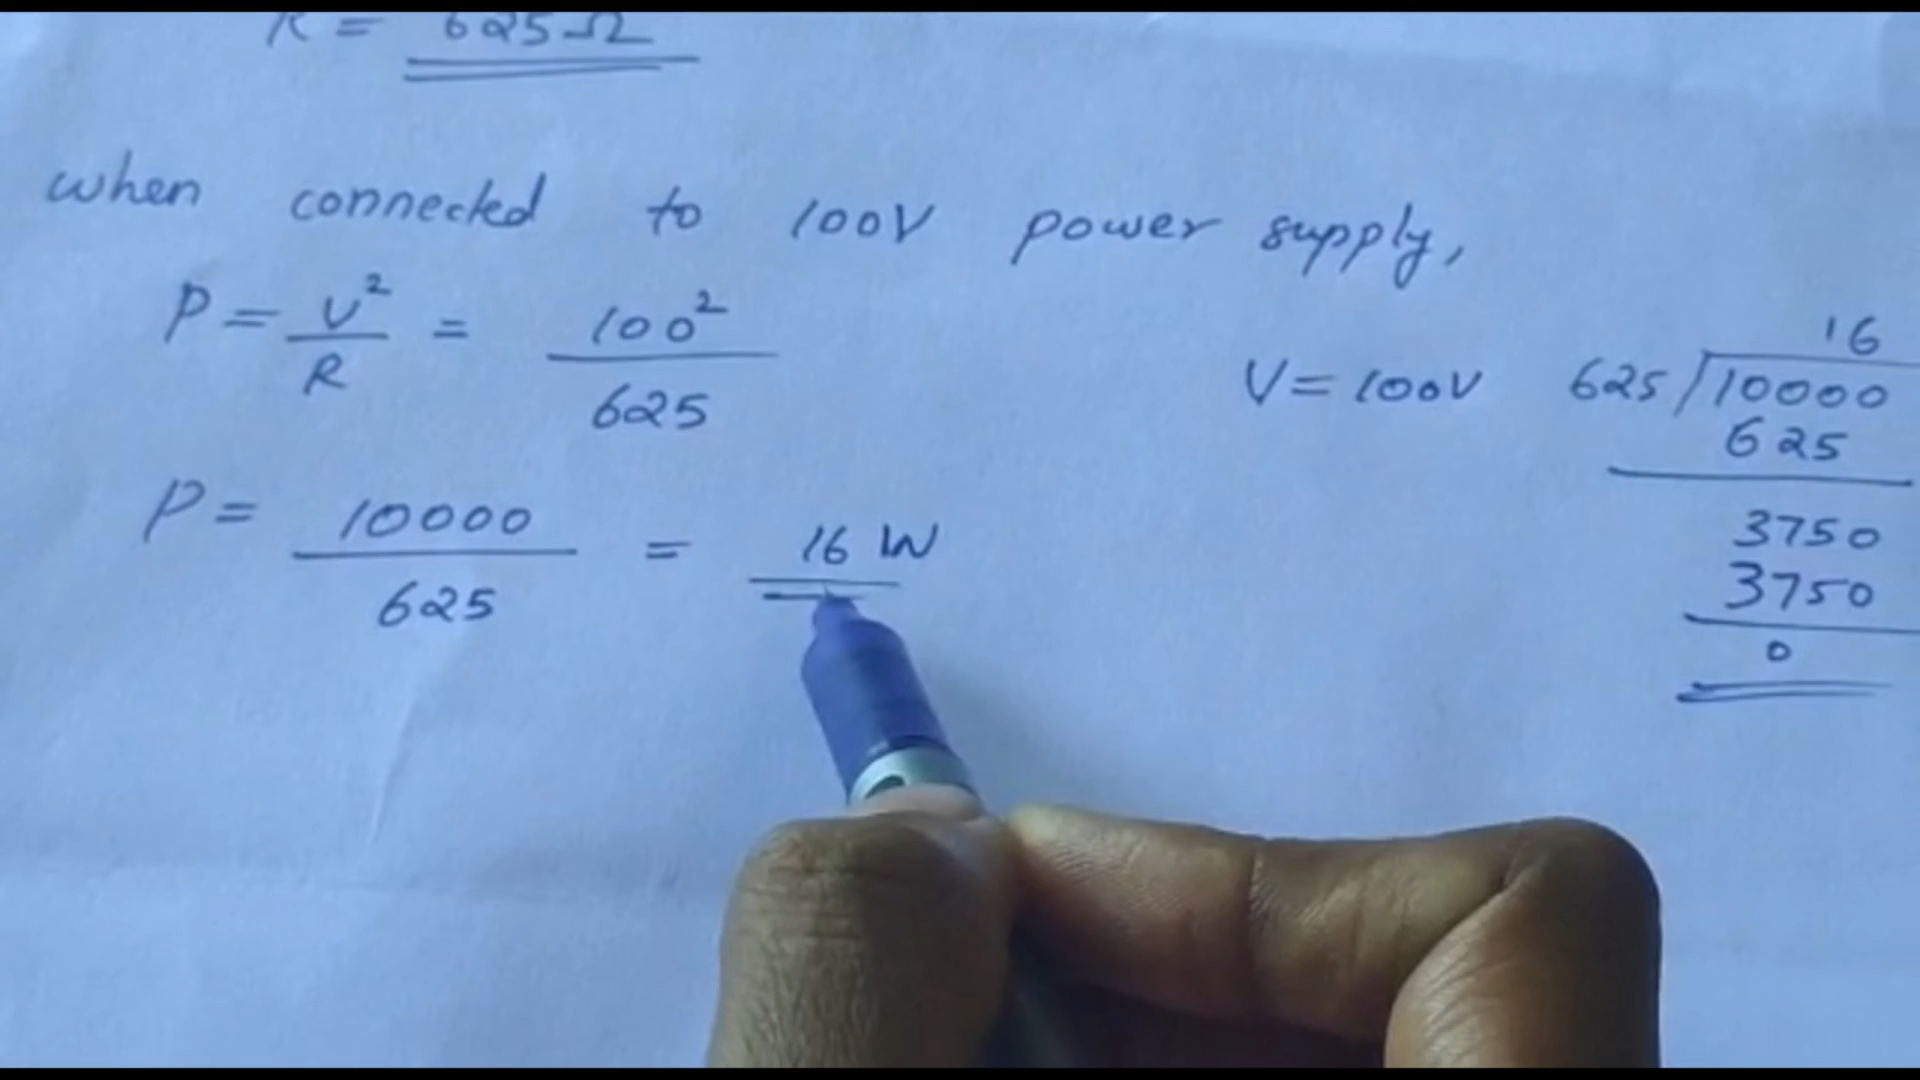 R = 625Ω
when connected to 100V power supply,
P = V²/R = 100²/625
V = 100V
P = 10000/625 = 16 W
16
625 / 10000
625
3750
3750
0